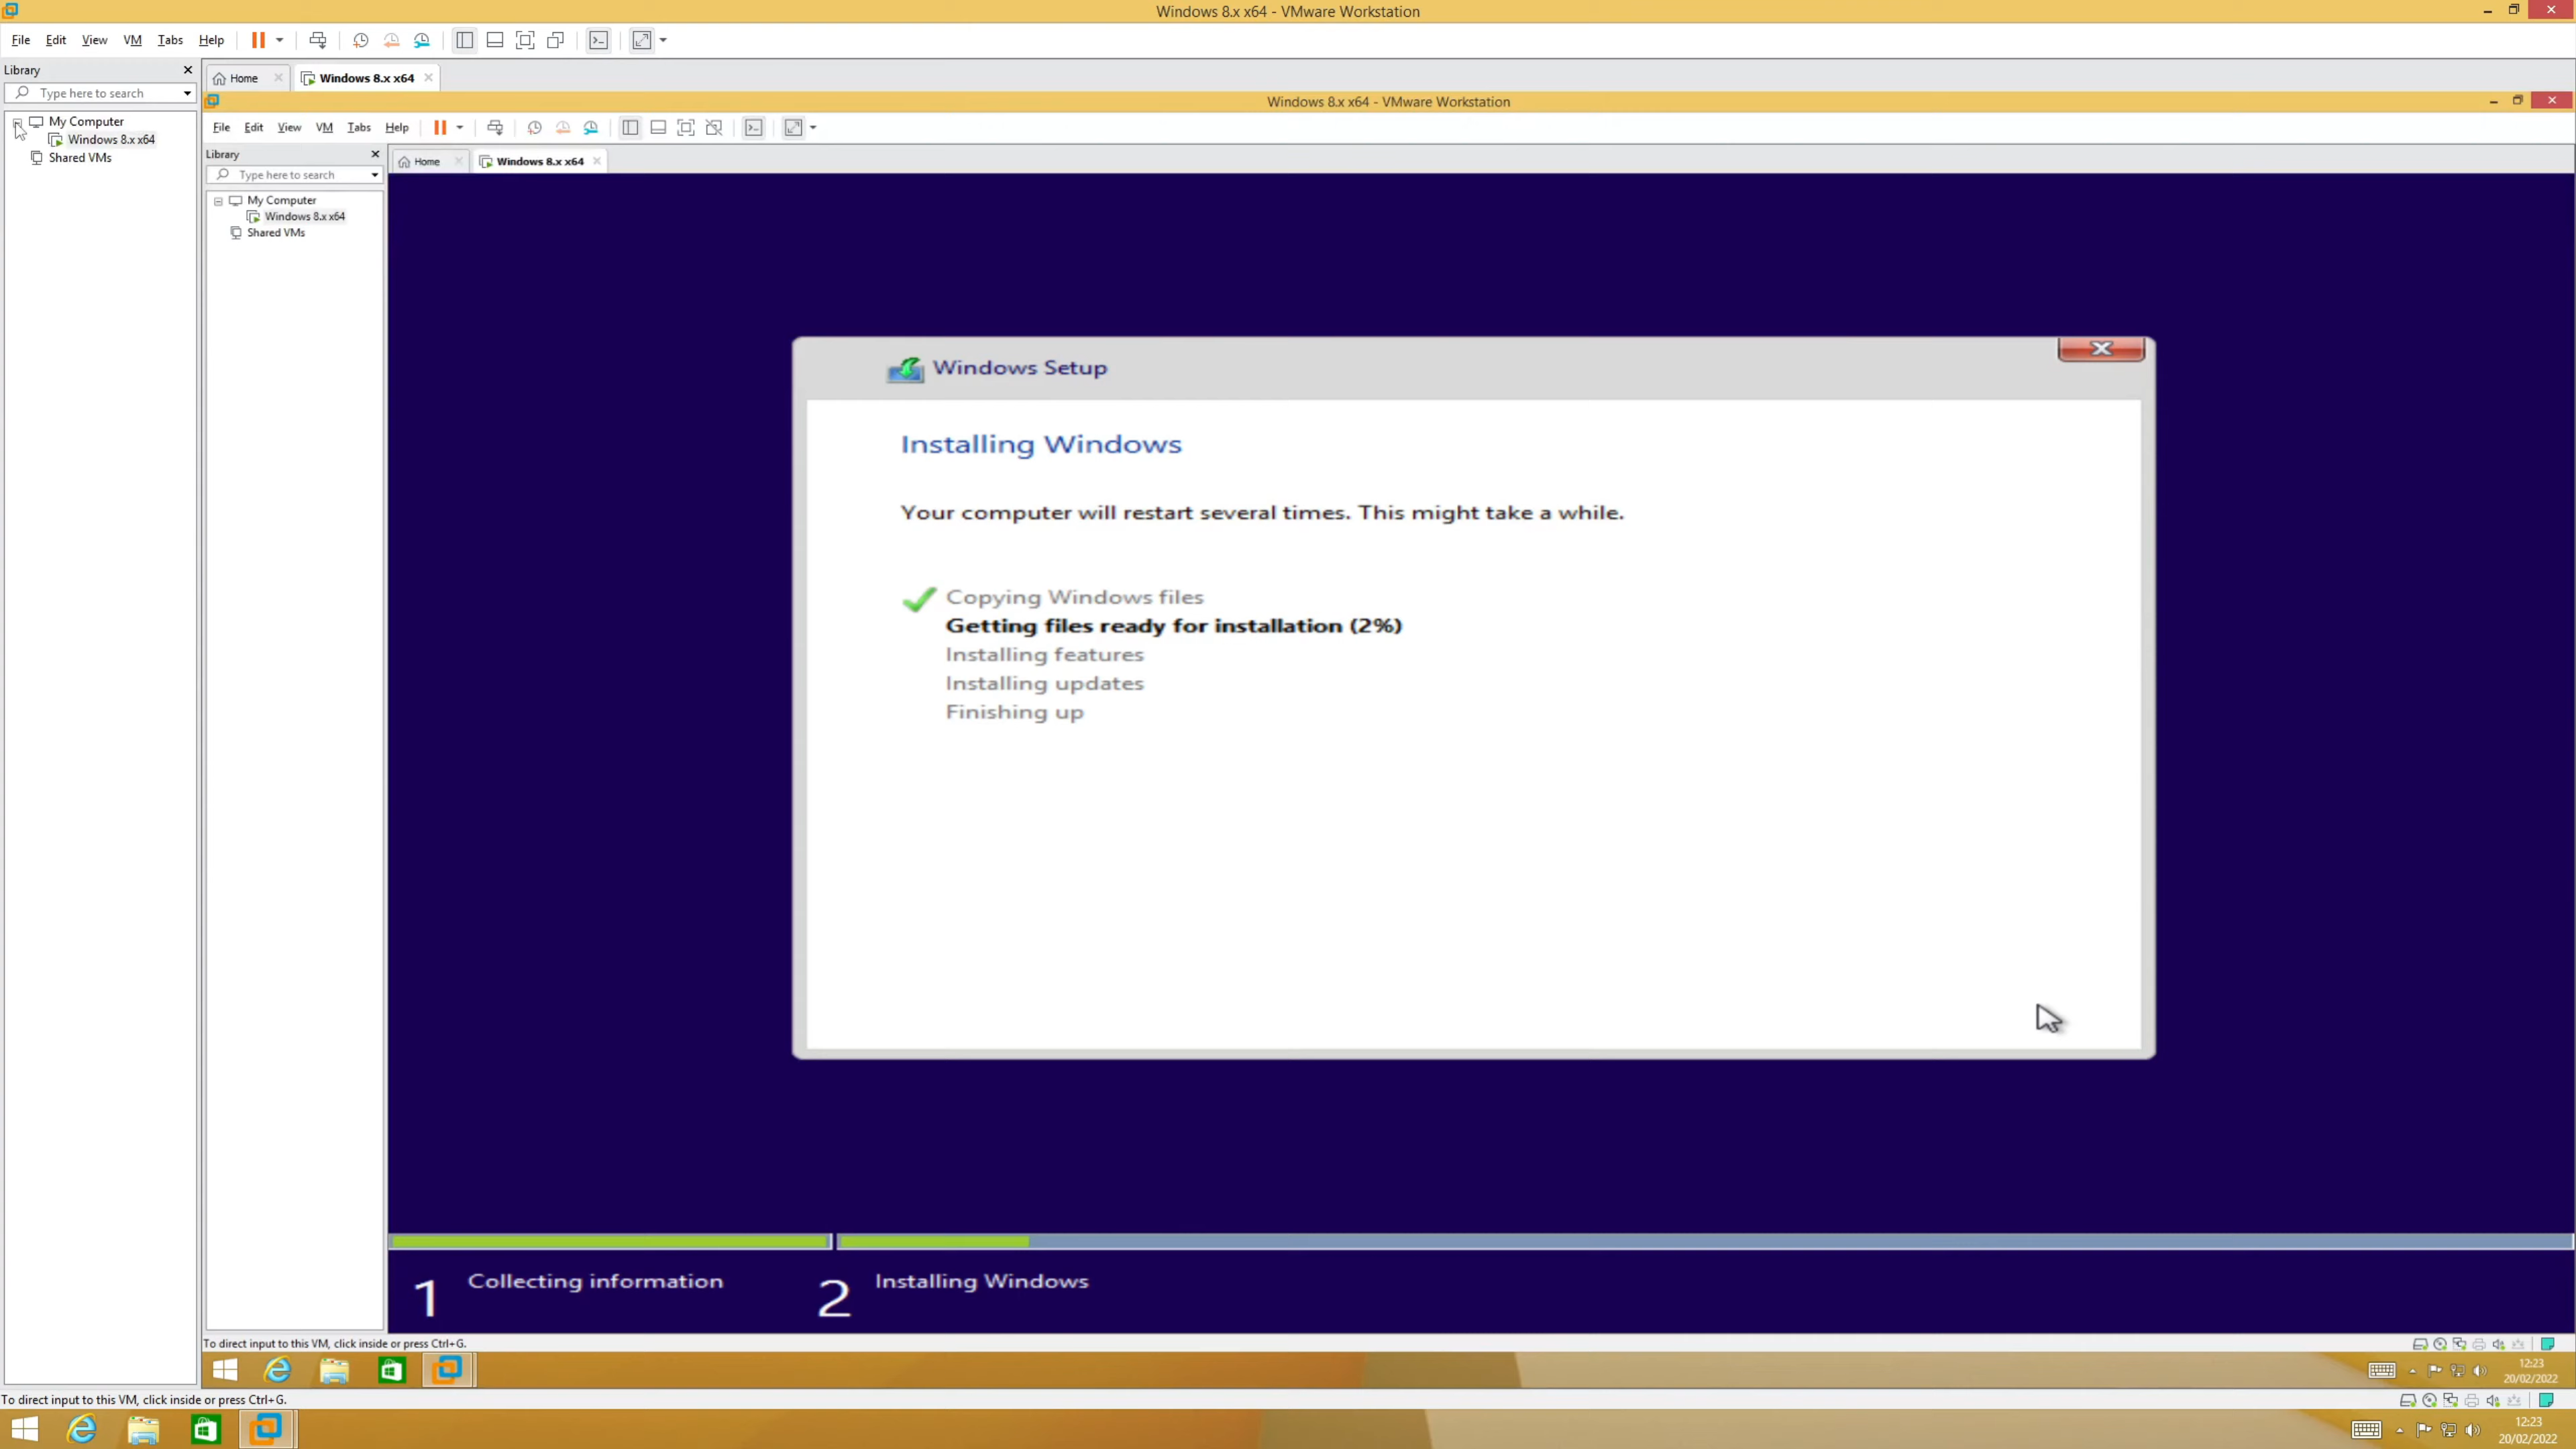 Windows 8.x x64 - VMware Workstation
File Edit View VM Tabs Help
Library
Home
Windows 8.x x64
Type here to search
My Computer
Windows 8.x x64
Shared VMs
Windows 8.x x64 - VMware Workstation
File Edit View VM Tabs Help
Library
Home
Windows 8.x x64
Type here to search
My Computer
Windows 8.x x64
Shared VMs
Windows Setup
Installing Windows
Your computer will restart several times. This might take a while.
Copying Windows files
Getting files ready for installation (2%)
Installing features
Installing updates
Finishing up
1 Collecting information
2 Installing Windows
To direct input to this VM, click inside or press Ctrl+G.
12:23
20/02/2022
To direct input to this VM, click inside or press Ctrl+G.
12:23
20/02/2022